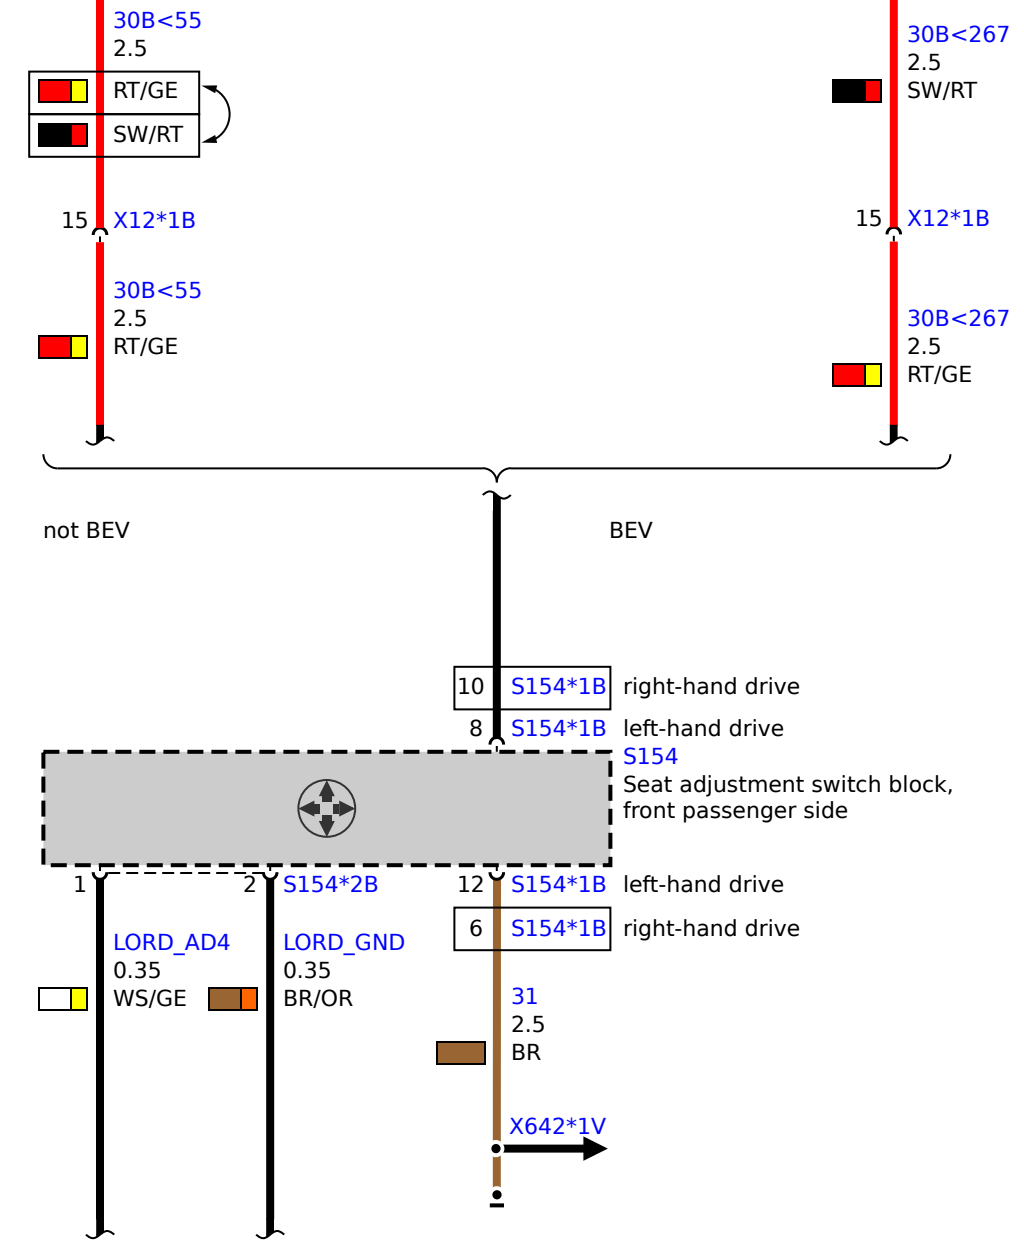 30B<55
2.5
RT/GE
SW/RT
15 X12*1B
30B<55
2.5
RT/GE
30B<267
2.5
SW/RT
15 X12*1B
30B<267
2.5
RT/GE
not BEV
BEV
10 S154*1B right-hand drive
8 S154*1B left-hand drive
S154
Seat adjustment switch block,
front passenger side
1
2 S154*2B
12 S154*1B left-hand drive
6 S154*1B right-hand drive
LORD_AD4
0.35
WS/GE
LORD_GND
0.35
BR/OR
31
2.5
BR
X642*1V